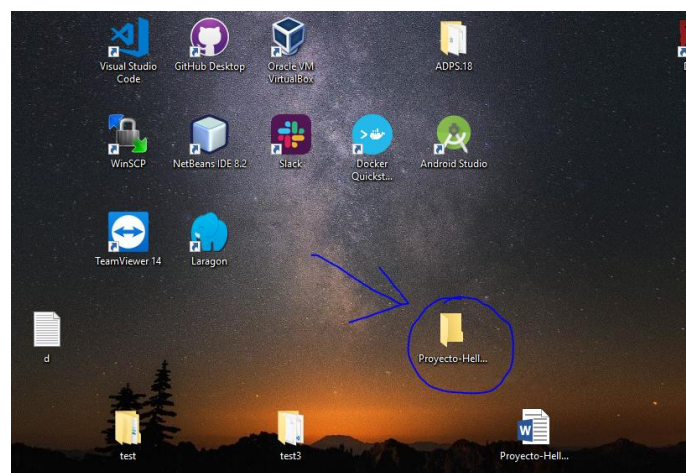 Visual Studio
Code
GitHub Desktop
Oracle VM
VirtualBox
ADPS.18
WinSCP
NetBeans IDE 8.2
Slack
Docker
Quickst...
Android Studio
TeamViewer 14
Laragon
d
Proyecto-Hell...
test
test3
W
Proyecto-Hell...